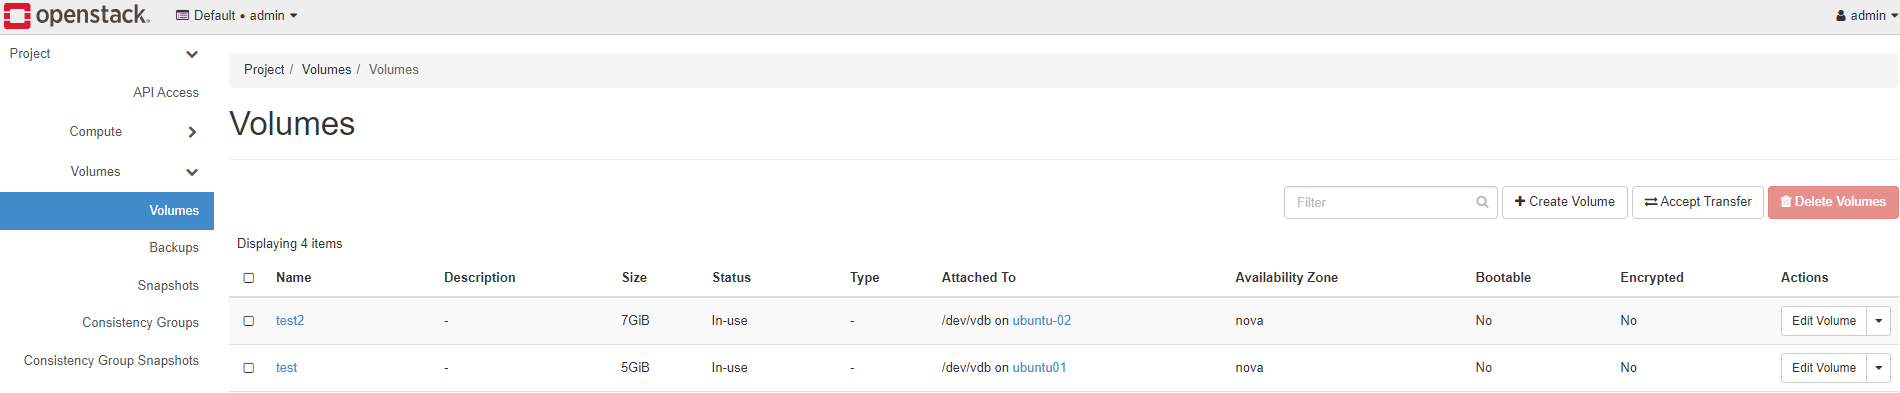 openstack. Default • admin admin
Project
API Access
Compute
Volumes
Volumes
Backups
Snapshots
Consistency Groups
Consistency Group Snapshots
Project / Volumes / Volumes
Volumes
Filter Create Volume Accept Transfer Delete Volumes
Displaying 4 items
Name Description Size Status Type Attached To Availability Zone Bootable Encrypted Actions
test2 - 7GiB In-use - /dev/vdb on ubuntu-02 nova No No Edit Volume
test - 5GiB In-use - /dev/vdb on ubuntu01 nova No No Edit Volume